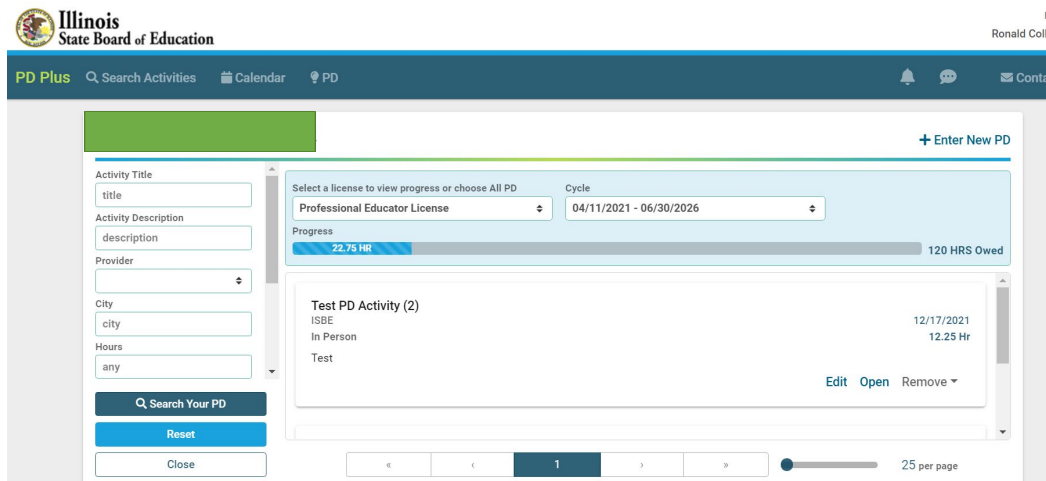 Illinois
State Board of Education
Ronald Coll
PD Plus Search Activities Calendar PD
Enter New PD
Activity Title
title
Activity Description
description
Provider
City
city
Hours
any
Search Your PD
Reset
Close
Select a license to view progress or choose All PD Cycle
Professional Educator License 04/11/2021 - 06/30/2026
Progress
22.75 HR 120 HRS Owed
Test PD Activity (2)
ISBE 12/17/2021
In Person 12.25 Hr
Test
Edit Open Remove
« ‹ 1 › » 25 per page